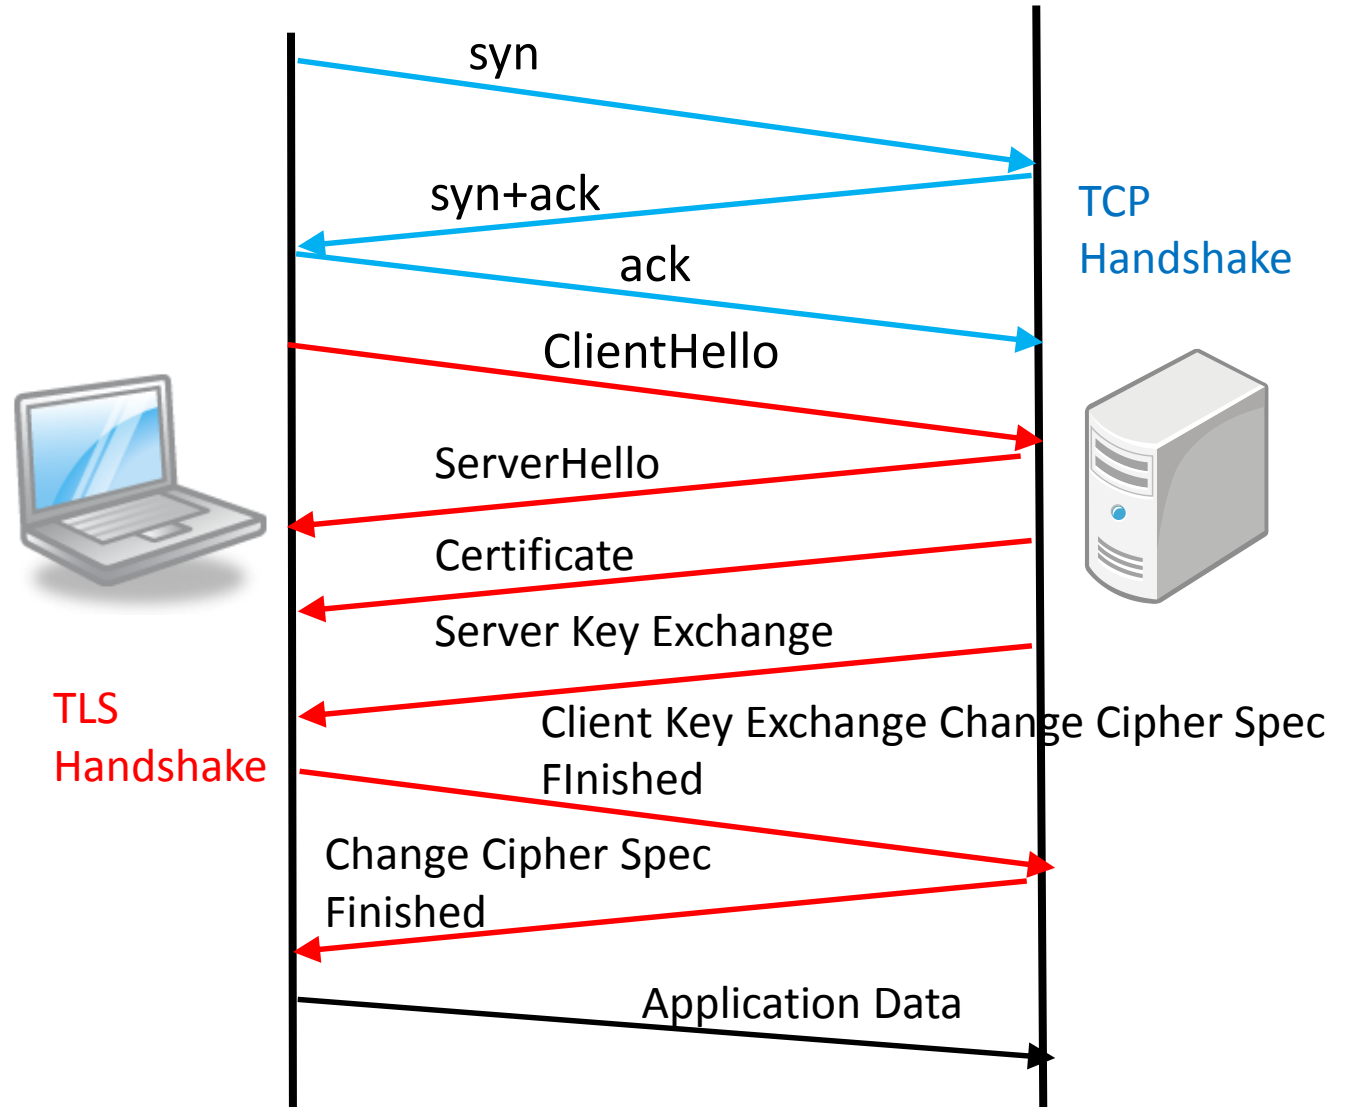 syn
syn+ack
TCP
Handshake
ack
ClientHello
ServerHello
Certificate
Server Key Exchange
TLS
Handshake
Client Key Exchange Change Cipher Spec
FInished
Change Cipher Spec
Finished
Application Data